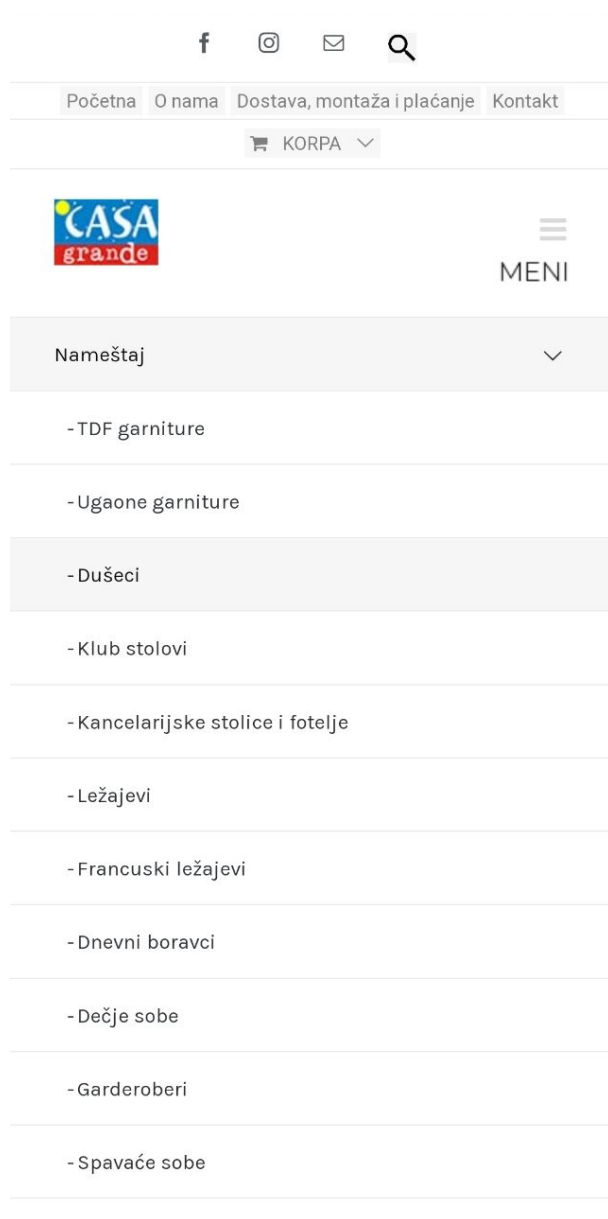 Početna O nama Dostava, montaža i plaćanje Kontakt
KORPA
CASA
grande
MENI
Nameštaj
-TDF garniture
-Ugaone garniture
-Dušeci
-Klub stolovi
-Kancelarijske stolice i fotelje
-Ležajevi
-Francuski ležajevi
-Dnevni boravci
-Dečje sobe
-Garderoberi
-Spavaće sobe